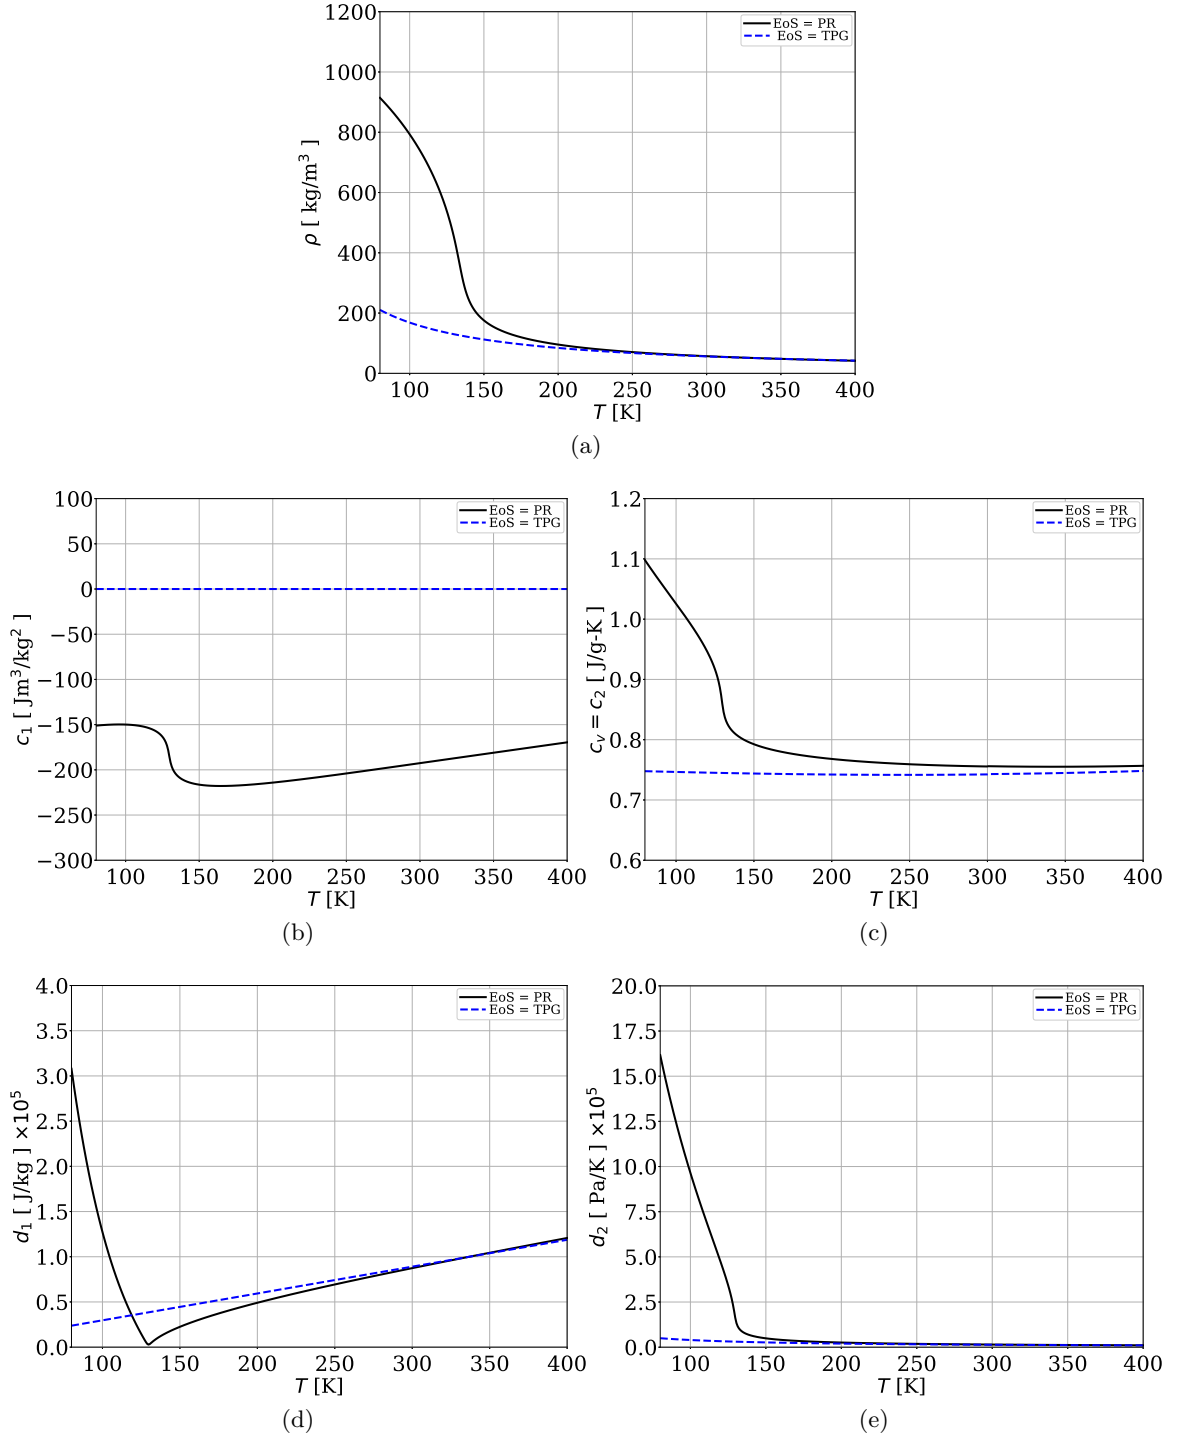 1200
1000
800
600
400
200
0
ρ [ kg/m³ ]
EoS = PR
EoS = TPG
100 150 200 250 300 350 400
T [K]
(a)
100
50
0
−50
−100
−150
−200
−250
−300
c₁ [ Jm³/kg² ]
EoS = PR
EoS = TPG
100 150 200 250 300 350 400
T [K]
(b)
1.2
1.1
1.0
0.9
0.8
0.7
0.6
cᵥ = c₂ [ J/g-K ]
EoS = PR
EoS = TPG
100 150 200 250 300 350 400
T [K]
(c)
4.0
3.5
3.0
2.5
2.0
1.5
1.0
0.5
0.0
d₁ [ J/kg ] ×10⁵
EoS = PR
EoS = TPG
100 150 200 250 300 350 400
T [K]
(d)
20.0
17.5
15.0
12.5
10.0
7.5
5.0
2.5
0.0
d₂ [ Pa/K ] ×10⁵
EoS = PR
EoS = TPG
100 150 200 250 300 350 400
T [K]
(e)